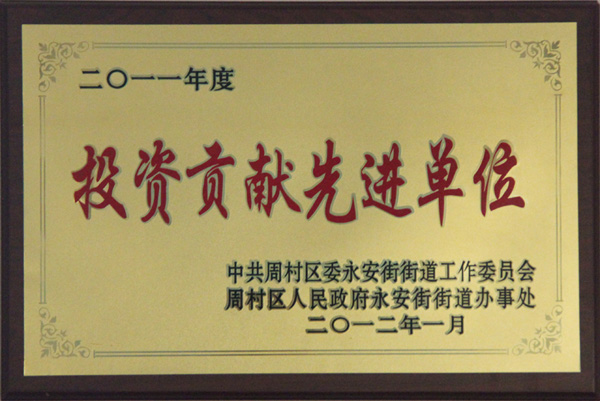 二〇一一年度
投资贡献先进单位
中共周村区委永安街街道工作委员会
周村区人民政府永安街街道办事处
二〇一二年一月